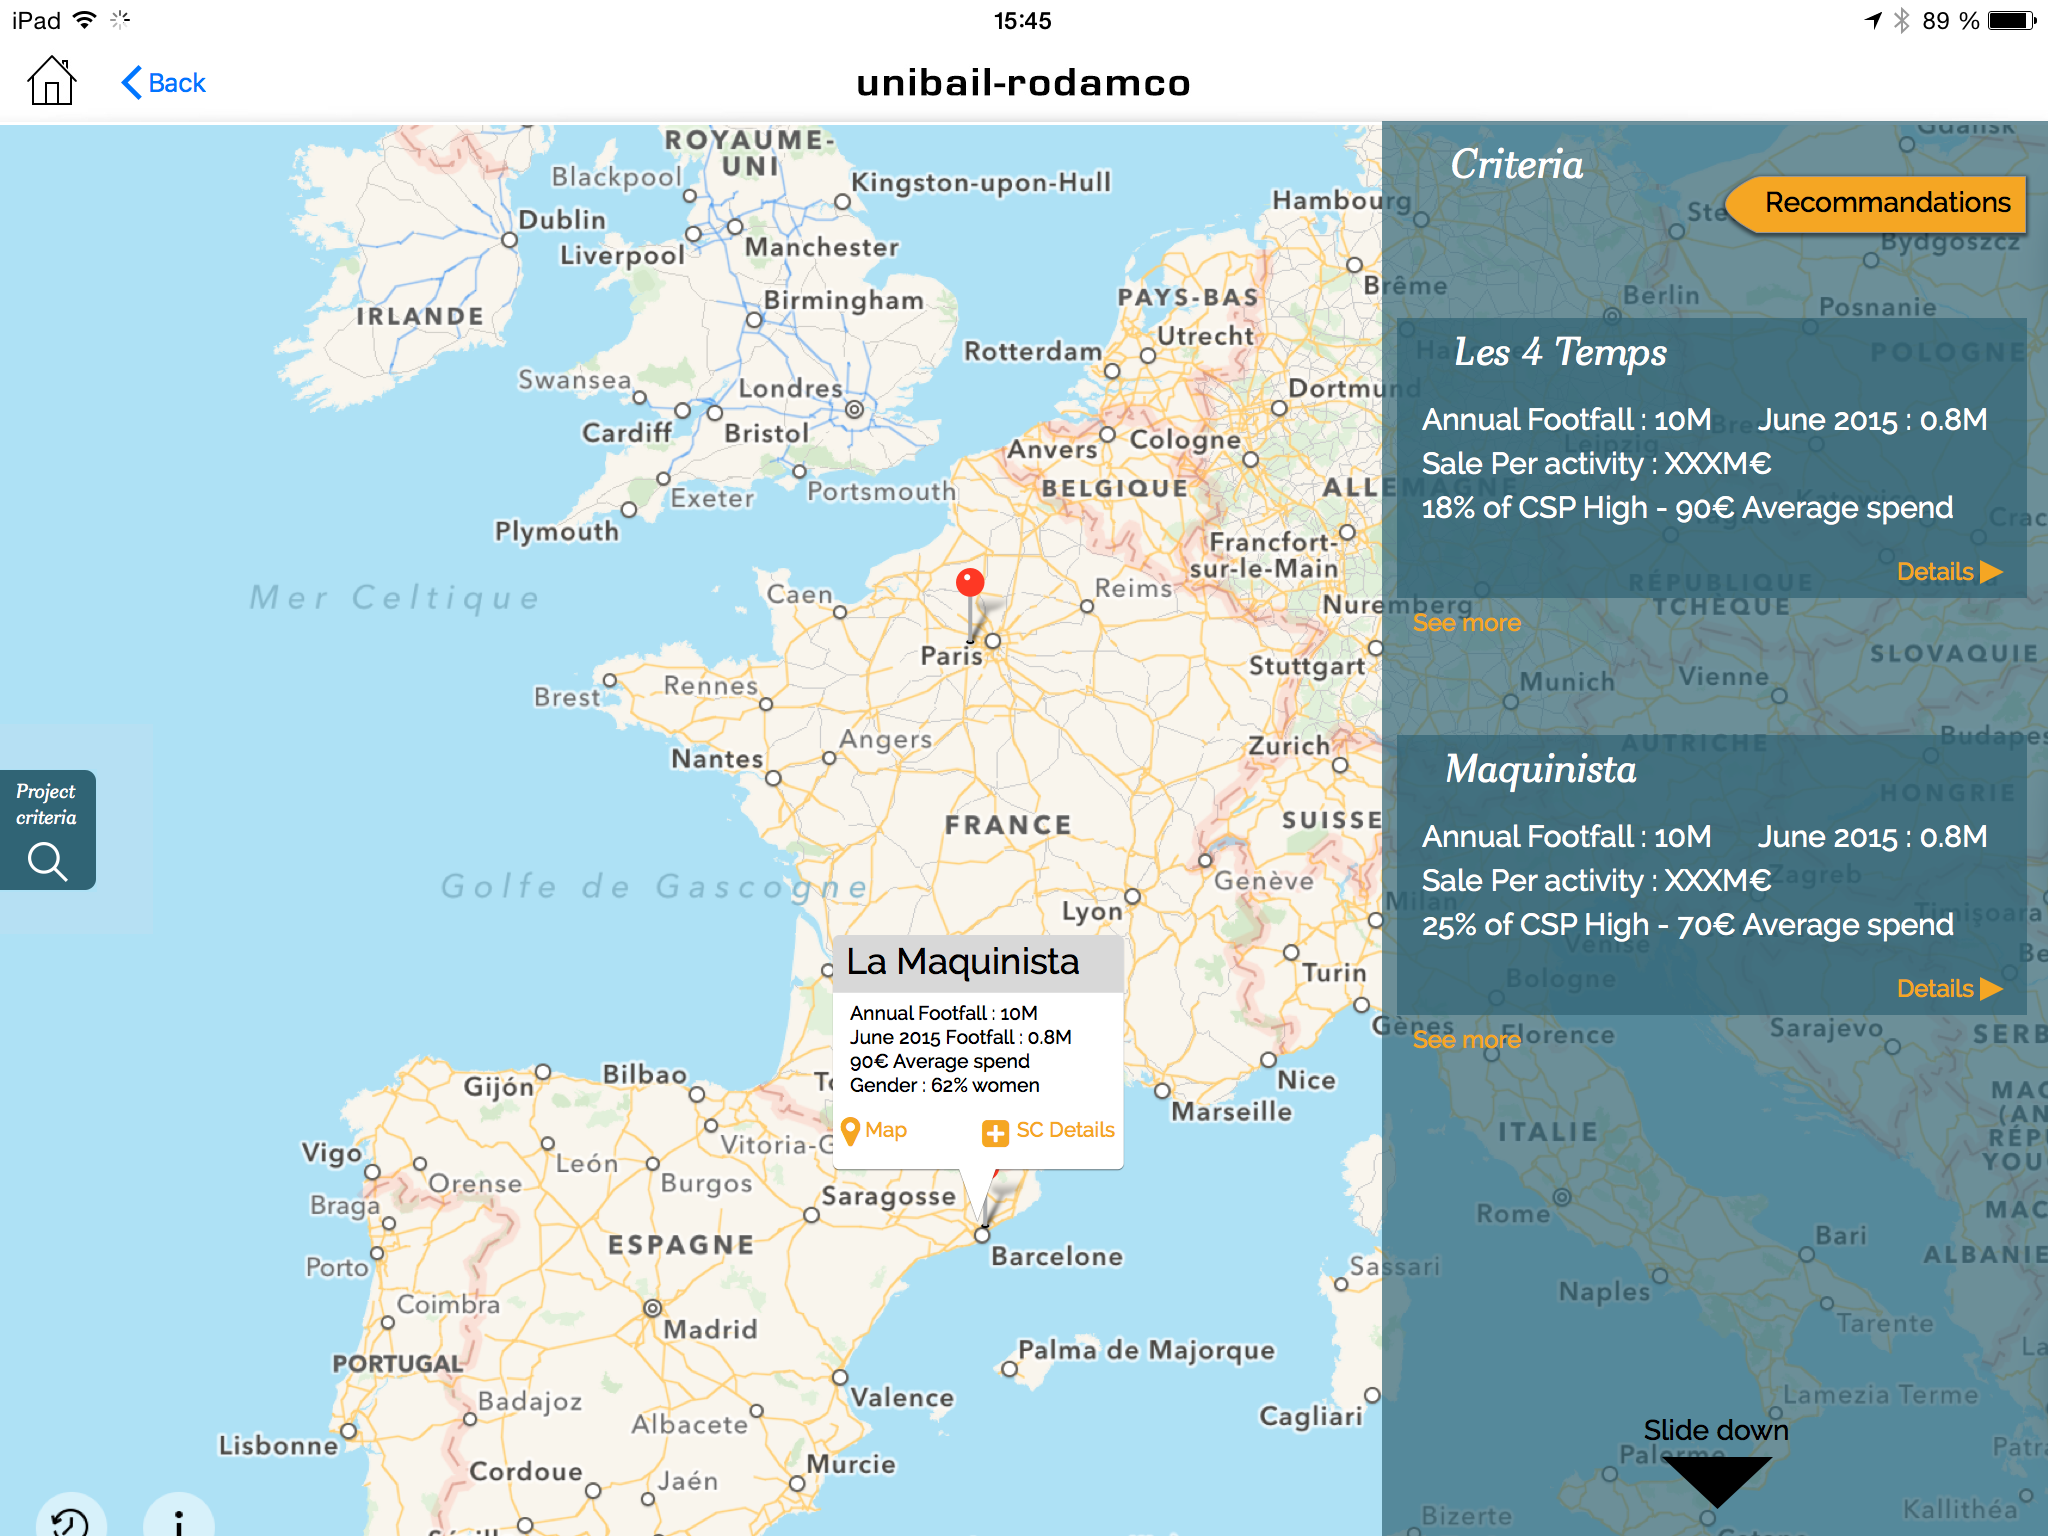 iPad
15:45
89 %
Back
unibail-rodamco
ROYAUME-
UNI
Blackpool
Kingston-upon-Hull
Dublin
Liverpool
Manchester
IRLANDE
Birmingham
Swansea
Londres
Cardiff
Bristol
Exeter
Portsmouth
Plymouth
Hambourg
Brême
PAYS-BAS
Utrecht
Rotterdam
Dortmund
Anvers
Cologne
BELGIQUE
ALLEMAGNE
Francfort-
sur-le-Main
Mer Celtique
Caen
Reims
Nuremberg
Paris
Stuttgart
Brest
Rennes
Angers
Nantes
Zurich
FRANCE
SUISSE
Golfe de Gascogne
Genève
Lyon
Milan
Turin
Gênes
Nice
Marseille
Project
criteria
La Maquinista
Annual Footfall : 10M
June 2015 Footfall : 0.8M
90€ Average spend
Gender : 62% women
Map
SC Details
Gijón
Bilbao
Vitoria-G
Vigo
León
Orense
Burgos
Braga
Saragosse
ESPAGNE
Barcelone
Porto
Coimbra
Madrid
Palma de Majorque
PORTUGAL
Valence
Badajoz
Albacete
Lisbonne
Murcie
Cordoue
Jaén
Sassari
Cagliari
Criteria
Recommandations
Gdańsk
Bydgoszcz
Berlin
Posnanie
POLOGNE
Les 4 Temps
Annual Footfall : 10M June 2015 : 0.8M
Sale Per activity : XXXM€
18% of CSP High - 90€ Average spend
Details
See more
Leipzig
Katowice
Prague
RÉPUBLIQUE
TCHÈQUE
SLOVAQUIE
Munich
Vienne
AUTRICHE
HONGRIE
Maquinista
Annual Footfall : 10M June 2015 : 0.8M
Sale Per activity : XXXM€
25% of CSP High - 70€ Average spend
Details
See more
Zagreb
Timişoara
Venise
Bologne
Florence
Sarajevo
ITALIE
Rome
Bari
ALBANIE
Naples
Tarente
Lamezia Terme
Slide down
Palerme
Kallithéa
Bizerte